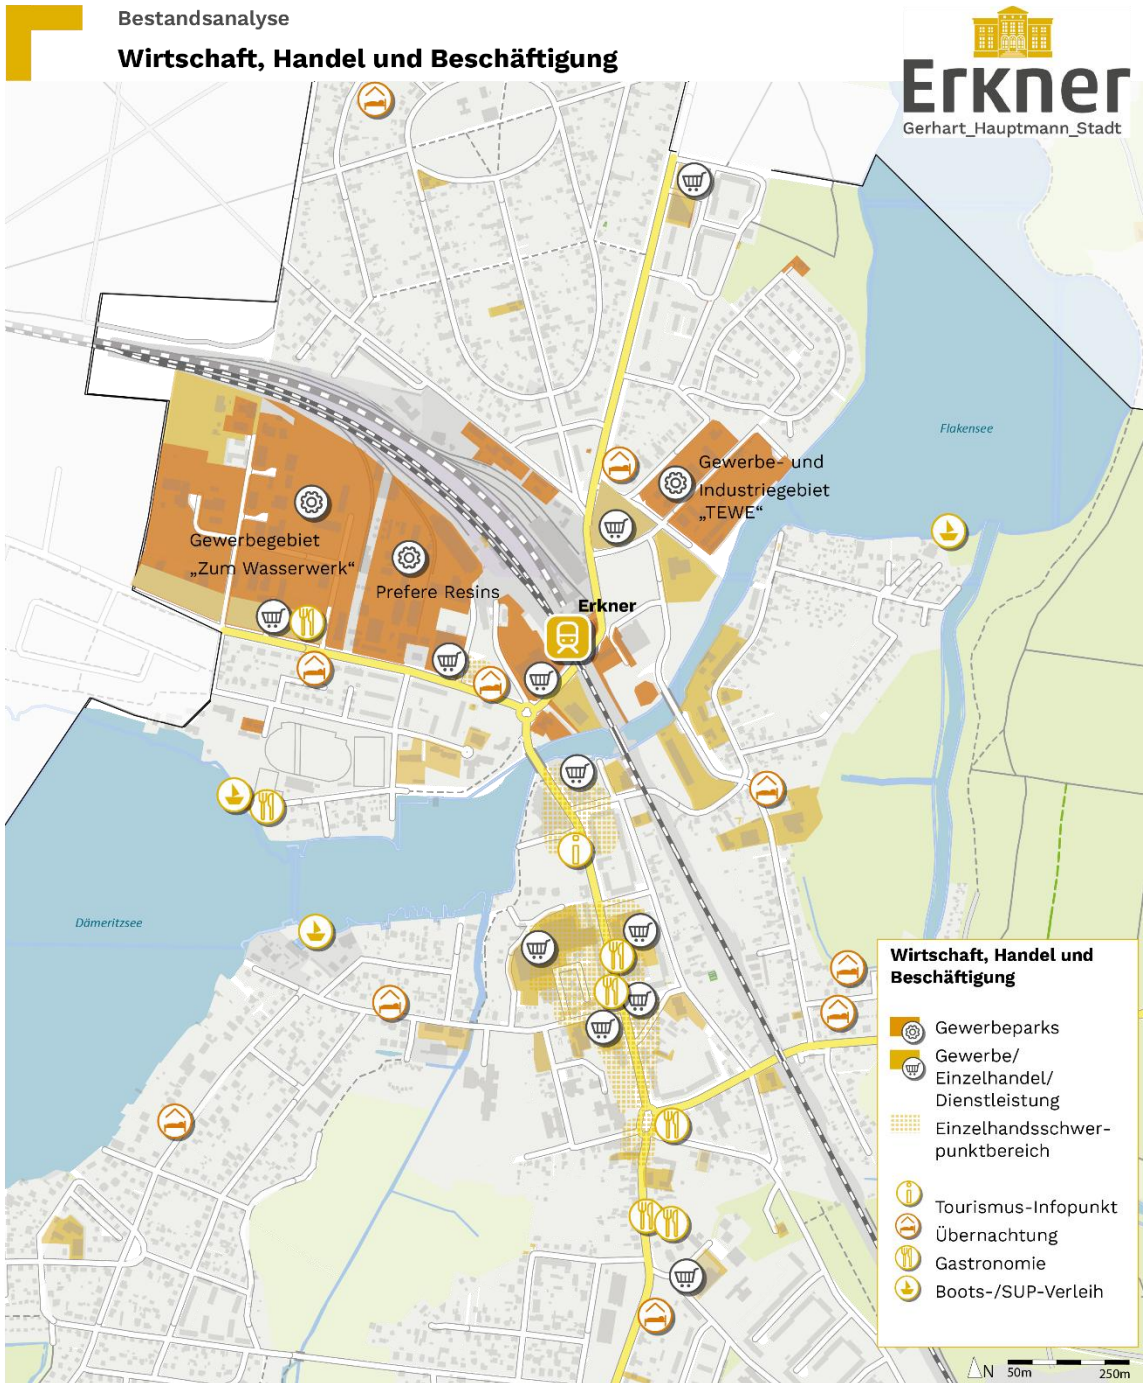 Bestandsanalyse
Wirtschaft, Handel und Beschäftigung
Erkner
Gerhart_Hauptmann_Stadt
Flakensee
Gewerbe- und
Industriegebiet
„TEWE“
Gewerbegebiet
„Zum Wasserwerk“
Prefere Resins
Erkner
Dämeritzsee
Wirtschaft, Handel und
Beschäftigung
Gewerbeparks
Gewerbe/
Einzelhandel/
Dienstleistung
Einzelhandsschwer-
punktbereich
Tourismus-Infopunkt
Übernachtung
Gastronomie
Boots-/SUP-Verleih
N 50m 250m